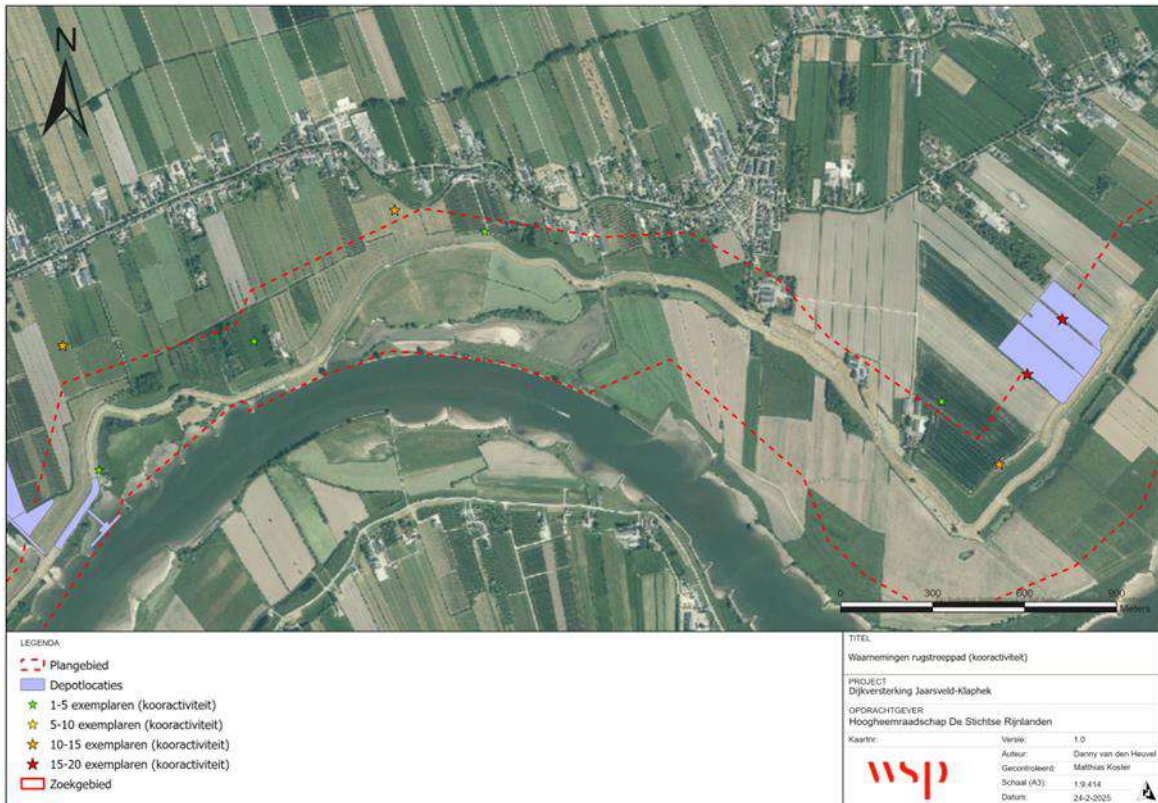 N
0 300 600 900
Meters
LEGENDA
Plangebied
Depotlocaties
1-5 exemplaren (kooractiviteit)
5-10 exemplaren (kooractiviteit)
10-15 exemplaren (kooractiviteit)
15-20 exemplaren (kooractiviteit)
Zoekgebied
TITEL
Waarnemingen rugstreeppad (kooractiviteit)
PROJECT
Dijkversterking Jaarsveld-Klaphek
OPDRACHTGEVER
Hoogheemraadschap De Stichtse Rijnlanden
Kaartnr:
wsp
Versie: 1.0
Auteur: Danny van den Heuvel
Gecontroleerd: Matthias Koster
Schaal (A3): 1:9.414
Datum: 24-2-2025